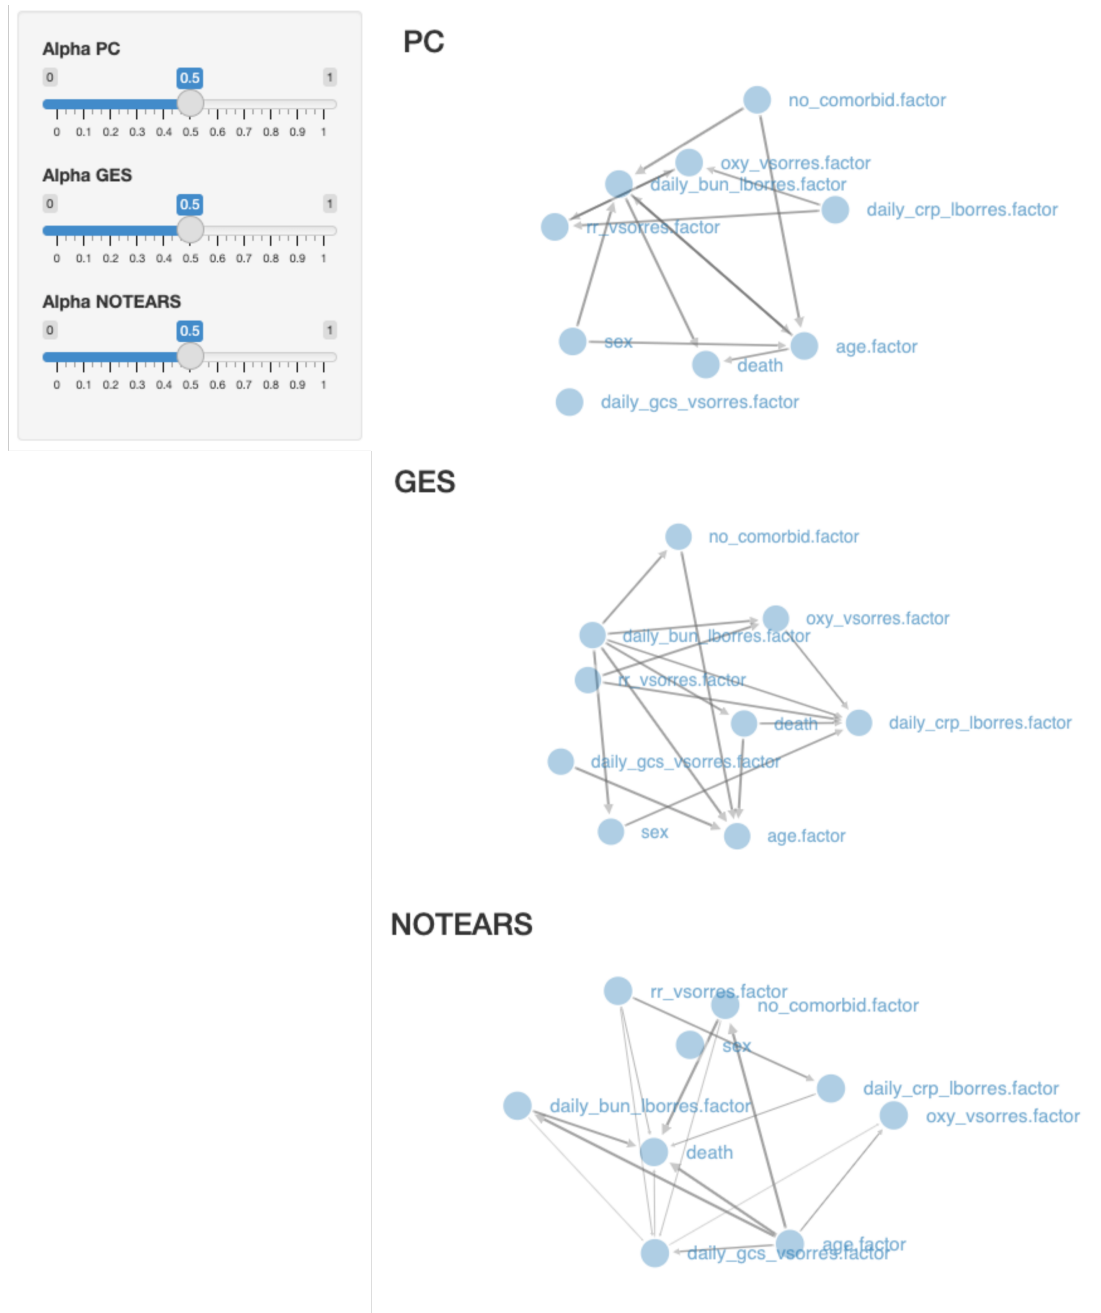 Alpha PC
0 0.5 1
0 0.1 0.2 0.3 0.4 0.5 0.6 0.7 0.8 0.9 1
Alpha GES
0 0.5 1
0 0.1 0.2 0.3 0.4 0.5 0.6 0.7 0.8 0.9 1
Alpha NOTEARS
0 0.5 1
0 0.1 0.2 0.3 0.4 0.5 0.6 0.7 0.8 0.9 1
PC
no_comorbid.factor
oxy_vsorres.factor
daily_bun_lborres.factor
daily_crp_lborres.factor
rr_vsorres.factor
sex
age.factor
death
daily_gcs_vsorres.factor
GES
no_comorbid.factor
oxy_vsorres.factor
daily_bun_lborres.factor
rr_vsorres.factor
death
daily_crp_lborres.factor
daily_gcs_vsorres.factor
sex
age.factor
NOTEARS
rr_vsorres.factor
no_comorbid.factor
sex
daily_crp_lborres.factor
daily_bun_lborres.factor
oxy_vsorres.factor
death
age.factor
daily_gcs_vsorres.factor